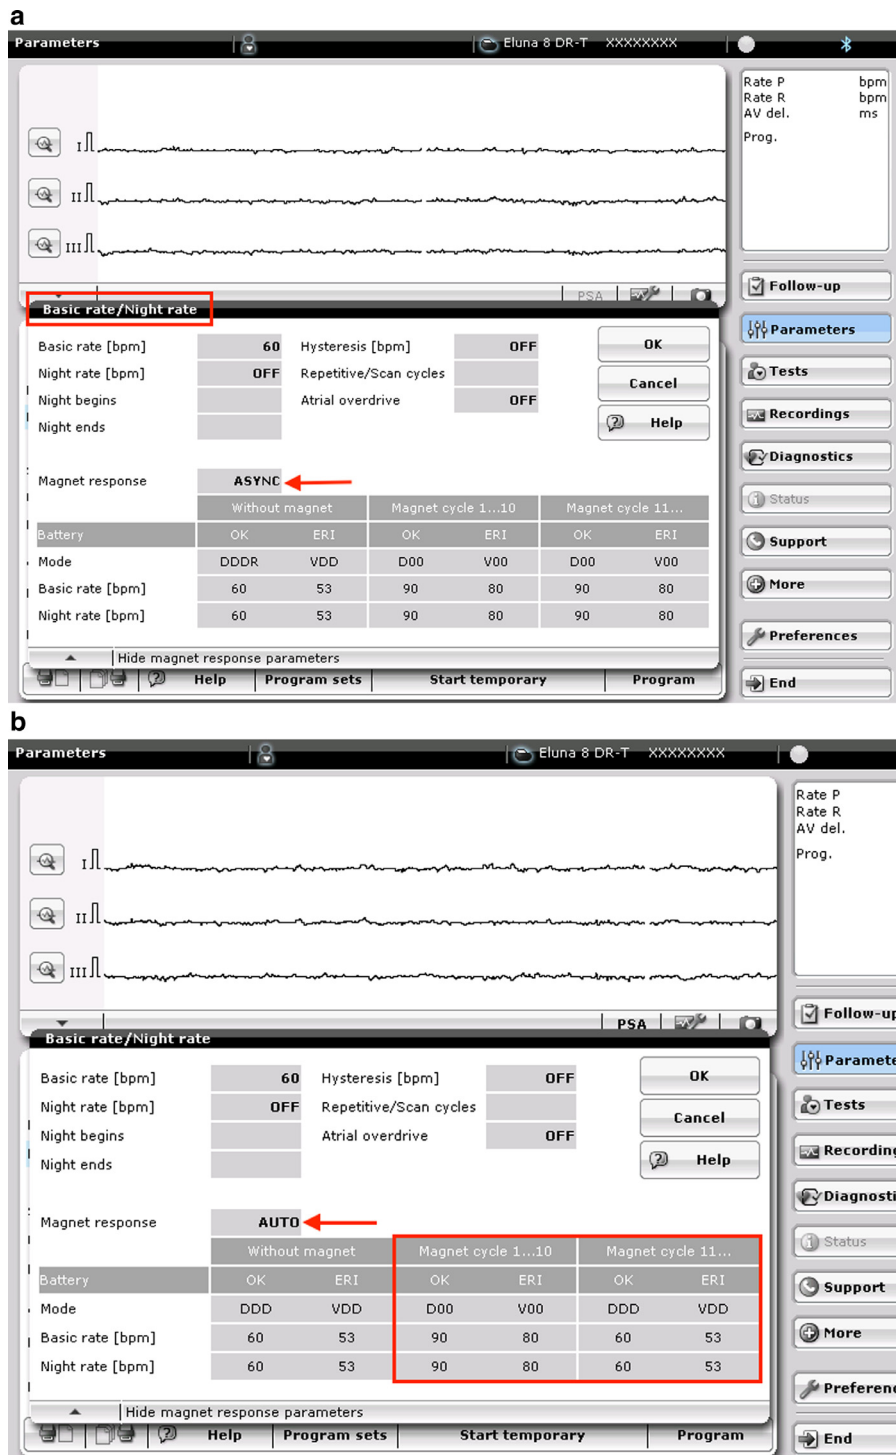 a
Parameters Eluna 8 DR-T XXXXXXXX
Rate P bpm
Rate R bpm
AV del. ms
Prog.
I
II
III
PSA
Follow-up
Parameters
Tests
Recordings
Diagnostics
Status
Support
More
Preferences
End
Basic rate/Night rate
Basic rate [bpm] 60 Hysteresis [bpm] OFF OK
Night rate [bpm] OFF Repetitive/Scan cycles Cancel
Night begins Atrial overdrive OFF
Night ends Help
Magnet response ASYNC
Without magnet Magnet cycle 1...10 Magnet cycle 11...
Battery OK ERI OK ERI OK ERI
Mode DDDR VDD D00 V00 D00 V00
Basic rate [bpm] 60 53 90 80 90 80
Night rate [bpm] 60 53 90 80 90 80
Hide magnet response parameters
Help Program sets Start temporary Program
b
Parameters Eluna 8 DR-T XXXXXXXX
Rate P
Rate R
AV del.
Prog.
I
II
III
PSA
Follow-up
Paramete
Tests
Recording
Diagnosti
Status
Support
More
Preferenc
End
Basic rate/Night rate
Basic rate [bpm] 60 Hysteresis [bpm] OFF OK
Night rate [bpm] OFF Repetitive/Scan cycles Cancel
Night begins Atrial overdrive OFF
Night ends Help
Magnet response AUTO
Without magnet Magnet cycle 1...10 Magnet cycle 11...
Battery OK ERI OK ERI OK ERI
Mode DDD VDD D00 V00 DDD VDD
Basic rate [bpm] 60 53 90 80 60 53
Night rate [bpm] 60 53 90 80 60 53
Hide magnet response parameters
Help Program sets Start temporary Program